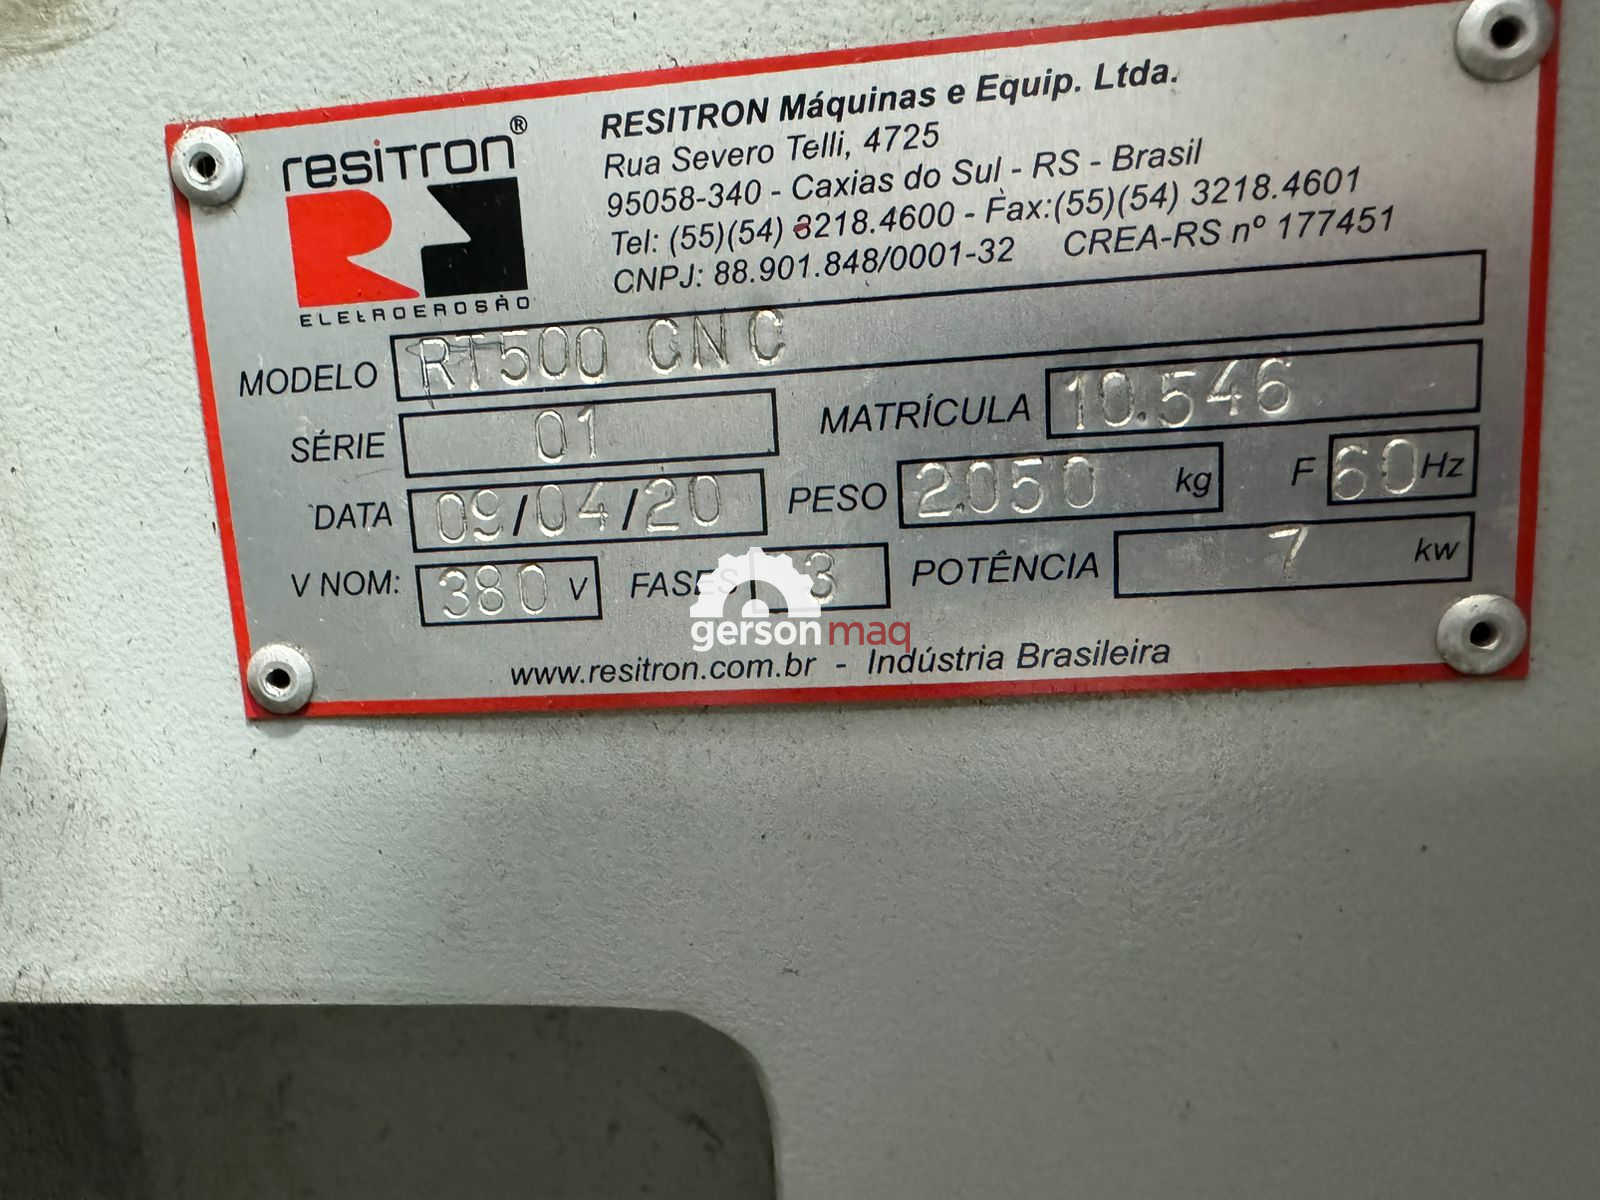 resitron®
ELETROEROSÃO
RESITRON Máquinas e Equip. Ltda.
Rua Severo Telli, 4725
95058-340 - Caxias do Sul - RS - Brasil
Tel: (55)(54) 3218.4600 - Fax:(55)(54) 3218.4601
CNPJ: 88.901.848/0001-32 CREA-RS nº 177451
MODELO RT500 CNC
SÉRIE 01 MATRÍCULA 10.546
DATA 09/04/20 PESO 2.050 kg F 60 Hz
V NOM: 380 V FASES 3 POTÊNCIA 7 kw
gersonmaq
www.resitron.com.br - Indústria Brasileira